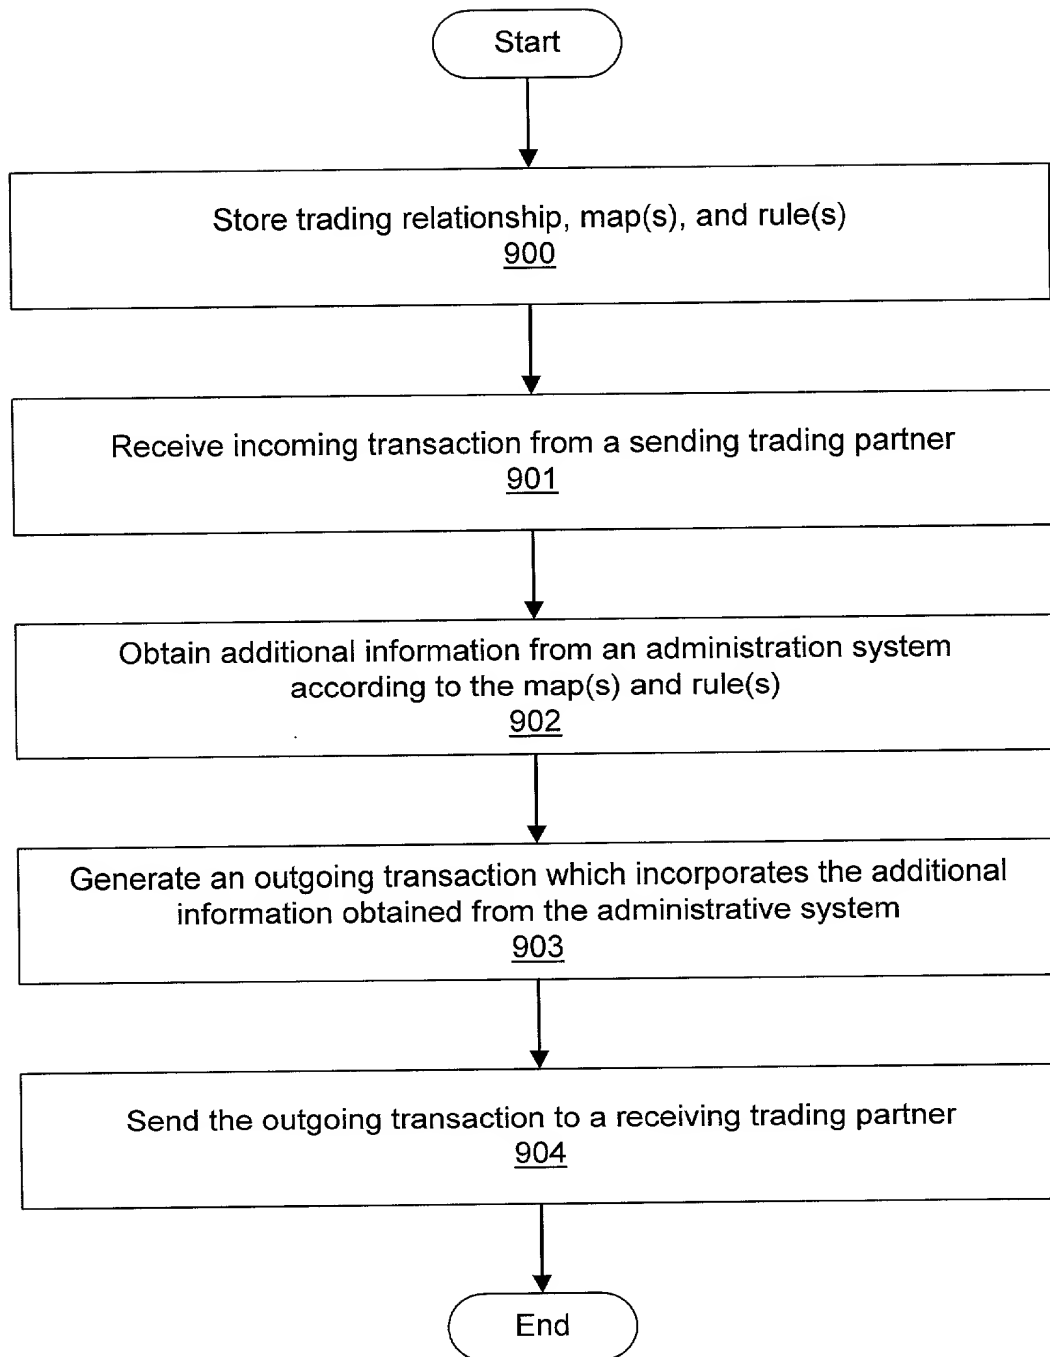 Start
Store trading relationship, map(s), and rule(s)
900
Receive incoming transaction from a sending trading partner
901
Obtain additional information from an administration system
according to the map(s) and rule(s)
902
Generate an outgoing transaction which incorporates the additional
information obtained from the administrative system
903
Send the outgoing transaction to a receiving trading partner
904
End